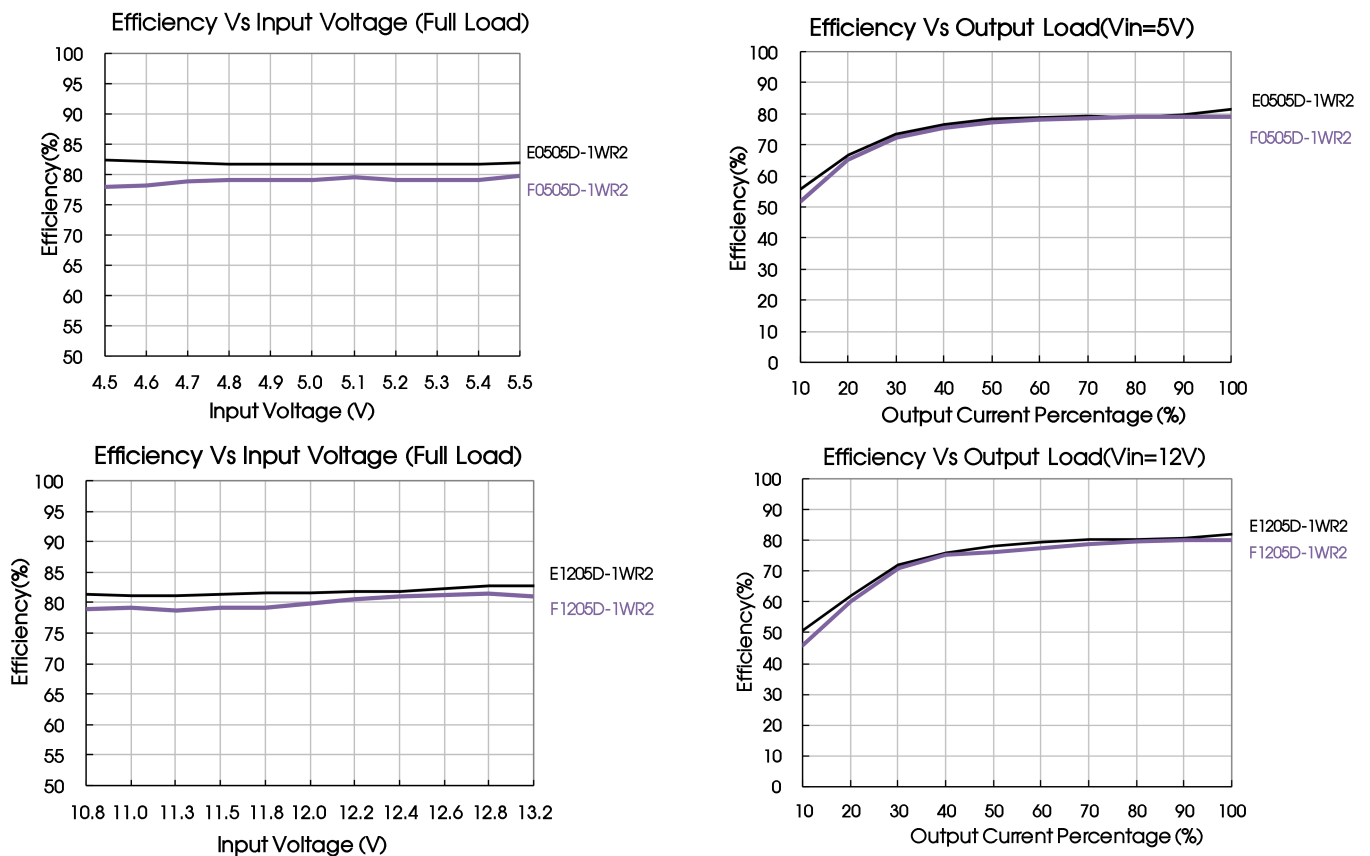 Efficiency Vs Input Voltage (Full Load)
100
95
90
85
80
75
70
65
60
55
50
Efficiency(%)
E0505D-1WR2
F0505D-1WR2
4.5 4.6 4.7 4.8 4.9 5.0 5.1 5.2 5.3 5.4 5.5
Input Voltage (V)
Efficiency Vs Output Load(Vin=5V)
100
90
80
70
60
50
40
30
20
10
0
Efficiency(%)
E0505D-1WR2
F0505D-1WR2
10 20 30 40 50 60 70 80 90 100
Output Current Percentage (%)
Efficiency Vs Input Voltage (Full Load)
100
95
90
85
80
75
70
65
60
55
50
Efficiency(%)
E1205D-1WR2
F1205D-1WR2
10.8 11.0 11.3 11.5 11.8 12.0 12.2 12.4 12.6 12.8 13.2
Input Voltage (V)
Efficiency Vs Output Load(Vin=12V)
100
90
80
70
60
50
40
30
20
10
0
Efficiency(%)
E1205D-1WR2
F1205D-1WR2
10 20 30 40 50 60 70 80 90 100
Output Current Percentage (%)